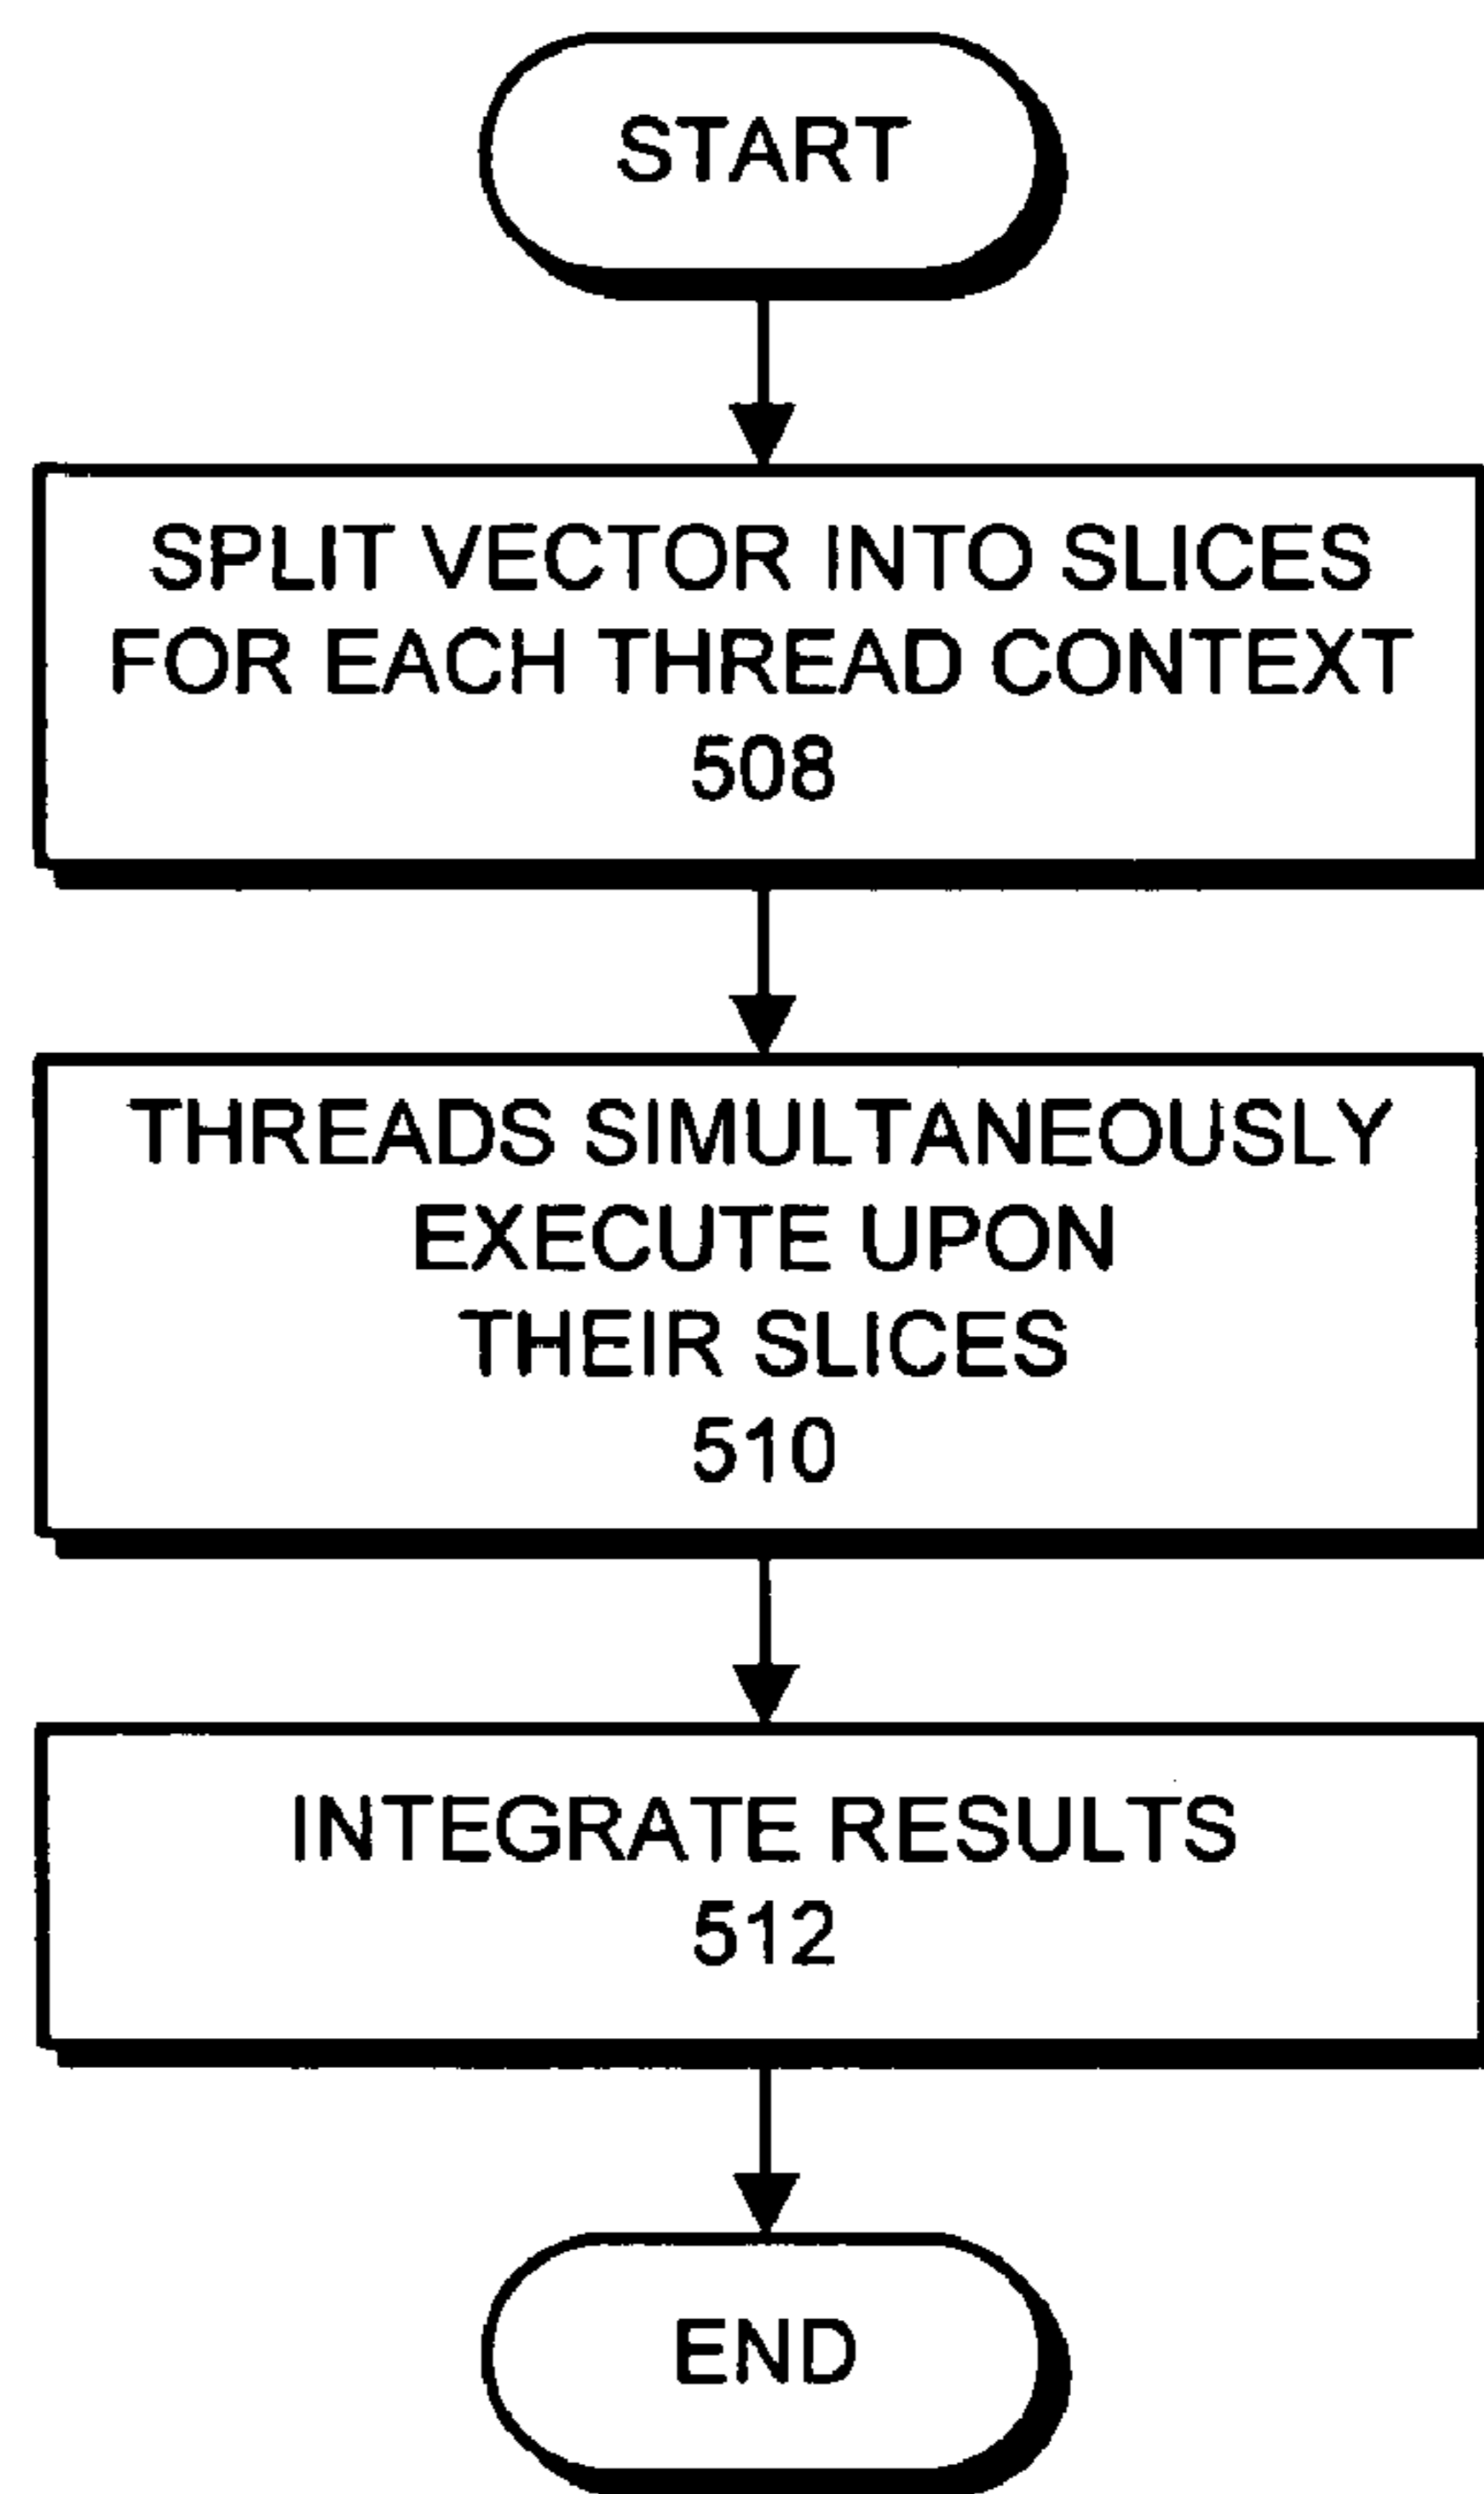 START
SPLIT VECTOR INTO SLICES
FOR EACH THREAD CONTEXT
508
THREADS SIMULTANEOUSLY
EXECUTE UPON
THEIR SLICES
510
INTEGRATE RESULTS
512
END